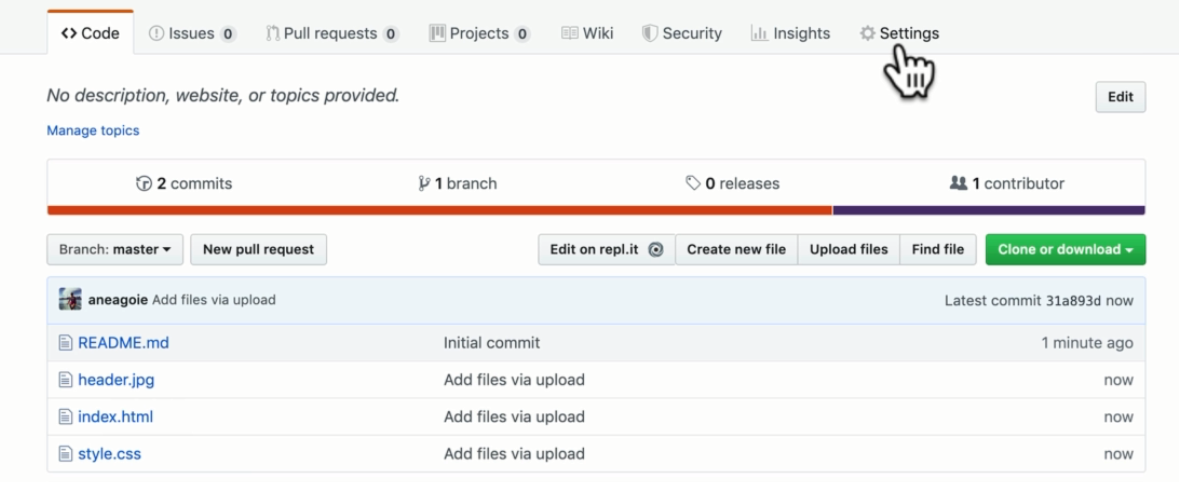 Code Issues 0 Pull requests 0 Projects 0 Wiki Security Insights Settings
No description, website, or topics provided. Edit
Manage topics
2 commits 1 branch 0 releases 1 contributor
Branch: master New pull request Edit on repl.it Create new file Upload files Find file Clone or download
aneagoie Add files via upload Latest commit 31a893d now
README.md Initial commit 1 minute ago
header.jpg Add files via upload now
index.html Add files via upload now
style.css Add files via upload now